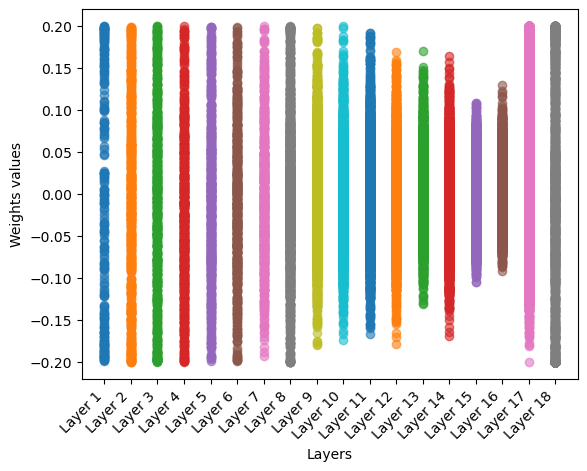 0.20
0.15
0.10
0.05
0.00
−0.05
−0.10
−0.15
−0.20
Weights values
Layer 1
Layer 2
Layer 3
Layer 4
Layer 5
Layer 6
Layer 7
Layer 8
Layer 9
Layer 10
Layer 11
Layer 12
Layer 13
Layer 14
Layer 15
Layer 16
Layer 17
Layer 18
Layers